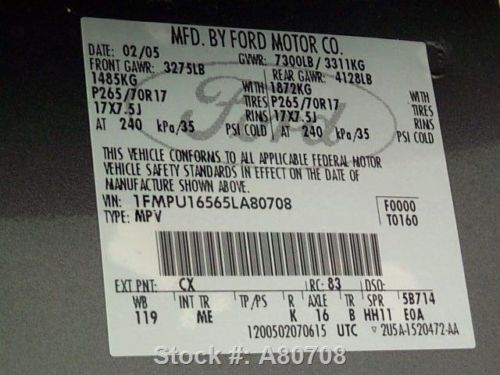 MFD. BY FORD MOTOR CO.
DATE: 02/05 GVWR: 7300LB/ 3311KG
FRONT GAWR: 3275LB REAR GAWR: 4128LB
1485KG WITH 1872KG WITH
P265/70R17 TIRES P265/70R17 TIRES
17X7.5J RIMS 17X7.5J RIMS
AT 240 kPa/35 PSI COLD AT 240 kPa/35 PSI COLD
Ford
THIS VEHICLE CONFORMS TO ALL APPLICABLE FEDERAL MOTOR
VEHICLE SAFETY STANDARDS IN EFFECT ON THE DATE OF
MANUFACTURE SHOWN ABOVE.
VIN: 1FMPU16565LA80708 F0000
TYPE: MPV T0160
EXT PNT: CX RC: 83 DSO:
WB INT TR TP/PS R AXLE TR SPR 5B714
119 ME K 16 B HH11 E0A
1200502070615 UTC 2U5A-1520472-AA
Stock #: A80708